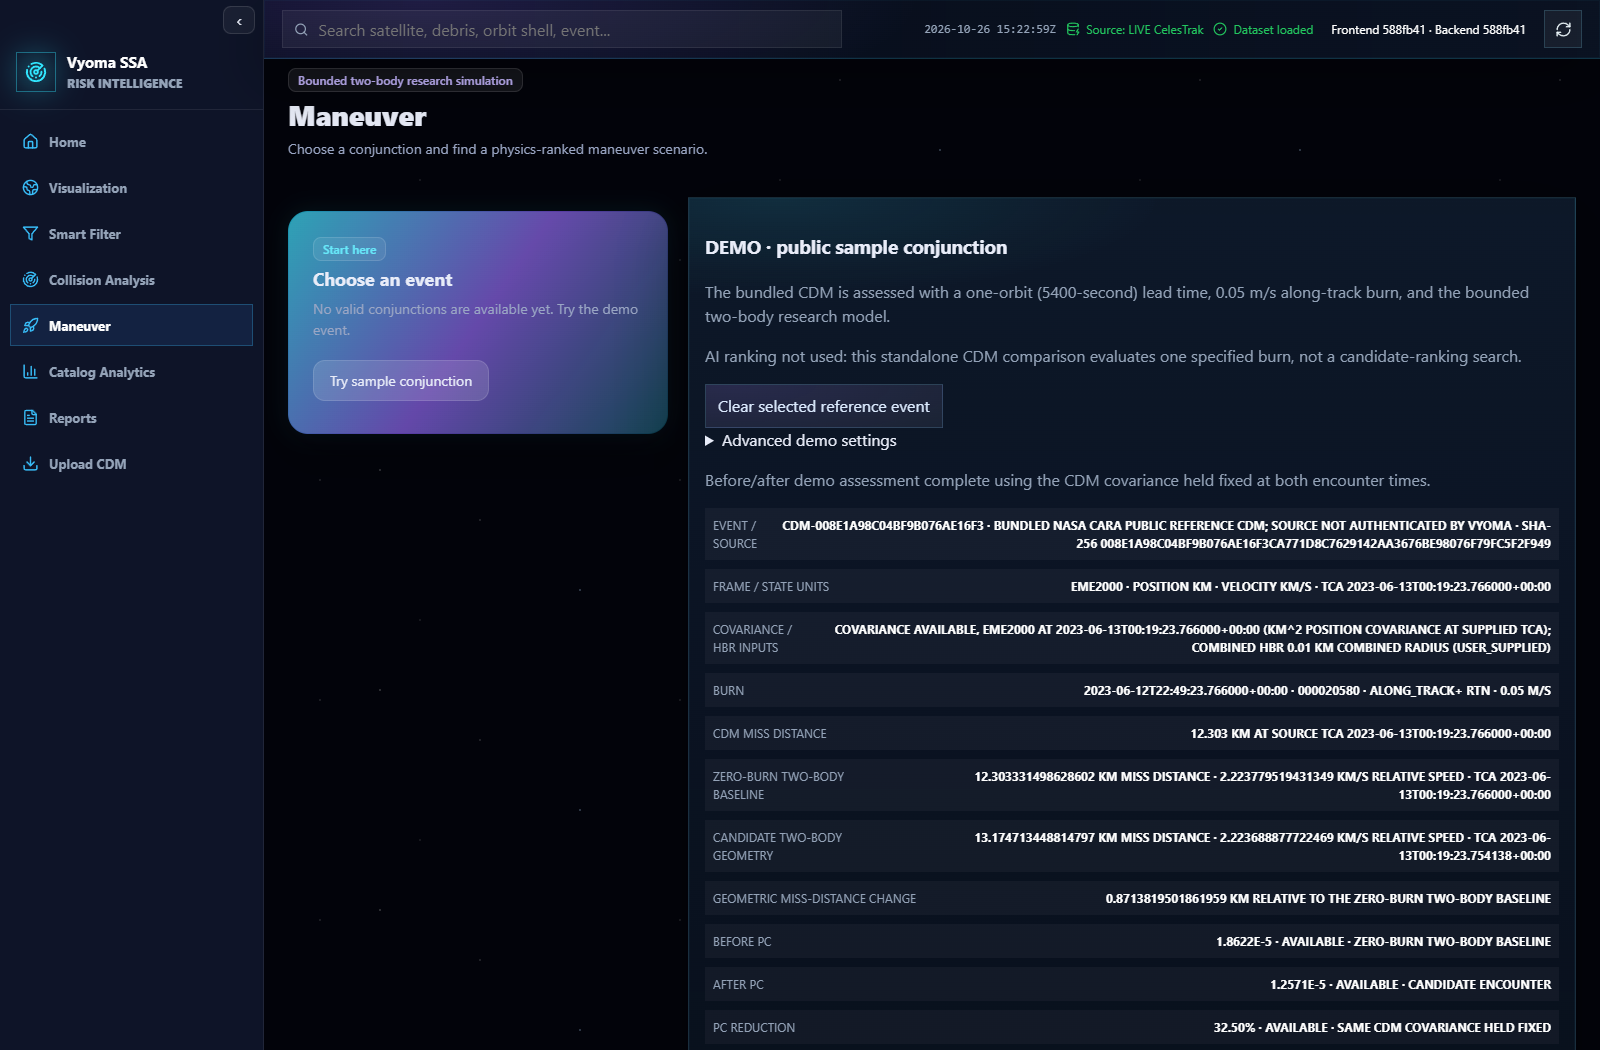 ‹
Vyoma SSA
RISK INTELLIGENCE
Home
Visualization
Smart Filter
Collision Analysis
Maneuver
Catalog Analytics
Reports
Upload CDM
Search satellite, debris, orbit shell, event...
2026-10-26 15:22:59Z
Source: LIVE CelesTrak
Dataset loaded
Frontend 588fb41 · Backend 588fb41
Bounded two-body research simulation
Maneuver
Choose a conjunction and find a physics-ranked maneuver scenario.
Start here
Choose an event
No valid conjunctions are available yet. Try the demo
event.
Try sample conjunction
DEMO · public sample conjunction
The bundled CDM is assessed with a one-orbit (5400-second) lead time, 0.05 m/s along-track burn, and the bounded
two-body research model.
AI ranking not used: this standalone CDM comparison evaluates one specified burn, not a candidate-ranking search.
Clear selected reference event
Advanced demo settings
Before/after demo assessment complete using the CDM covariance held fixed at both encounter times.
EVENT /
SOURCE
CDM-008E1A98C04BF9B076AE16F3 · BUNDLED NASA CARA PUBLIC REFERENCE CDM; SOURCE NOT AUTHENTICATED BY VYOMA · SHA-
256 008E1A98C04BF9B076AE16F3CA771D8C7629142AA3676BE98076F79FC5F2F949
FRAME / STATE UNITS
EME2000 · POSITION KM · VELOCITY KM/S · TCA 2023-06-13T00:19:23.766000+00:00
COVARIANCE /
HBR INPUTS
COVARIANCE AVAILABLE, EME2000 AT 2023-06-13T00:19:23.766000+00:00 (KM^2 POSITION COVARIANCE AT SUPPLIED TCA);
COMBINED HBR 0.01 KM COMBINED RADIUS (USER_SUPPLIED)
BURN
2023-06-12T22:49:23.766000+00:00 · 000020580 · ALONG_TRACK+ RTN · 0.05 M/S
CDM MISS DISTANCE
12.303 KM AT SOURCE TCA 2023-06-13T00:19:23.766000+00:00
ZERO-BURN TWO-BODY
BASELINE
12.303331498628602 KM MISS DISTANCE · 2.223779519431349 KM/S RELATIVE SPEED · TCA 2023-06-
13T00:19:23.766000+00:00
CANDIDATE TWO-BODY
GEOMETRY
13.174713448814797 KM MISS DISTANCE · 2.223688877722469 KM/S RELATIVE SPEED · TCA 2023-06-
13T00:19:23.754138+00:00
GEOMETRIC MISS-DISTANCE CHANGE
0.8713819501861959 KM RELATIVE TO THE ZERO-BURN TWO-BODY BASELINE
BEFORE PC
1.8622E-5 · AVAILABLE · ZERO-BURN TWO-BODY BASELINE
AFTER PC
1.2571E-5 · AVAILABLE · CANDIDATE ENCOUNTER
PC REDUCTION
32.50% · AVAILABLE · SAME CDM COVARIANCE HELD FIXED